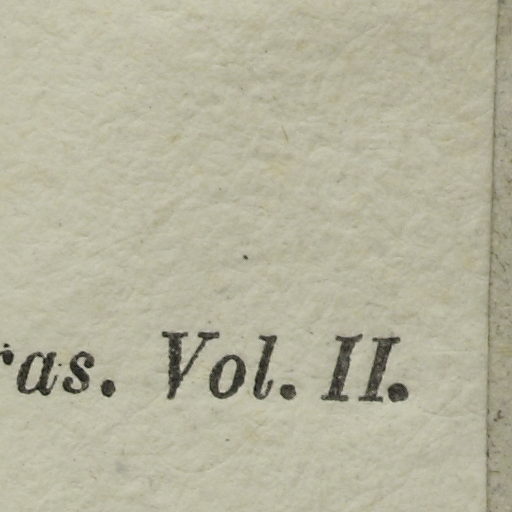 ras. Vol. II.